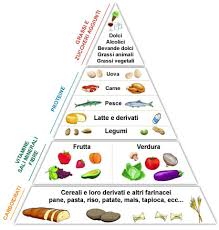 GRASSI E
ZUCCHERI AGGIUNTI
Dolci
Alcolici
Bevande dolci
Grassi animali
Grassi vegetali
PROTEINE
Uova
Carne
Pesce
Latte e derivati
Legumi
VITAMINE
SALI MINERALI
FIBRE
Frutta
Verdura
CARBOIDRATI
Cereali e loro derivati e altri farinacei
pane, pasta, riso, patate, mais, tapioca, ecc...